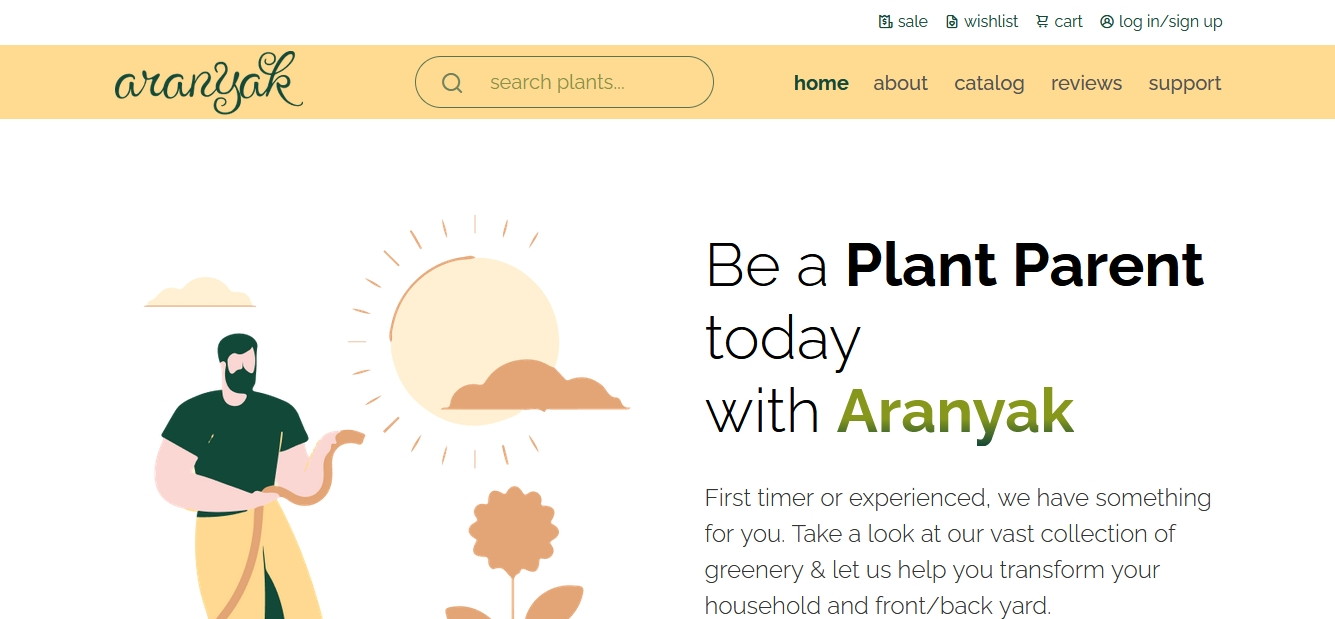 sale wishlist cart log in/sign up
aranyak search plants... home about catalog reviews support
Be a Plant Parent
today
with Aranyak
First timer or experienced, we have something
for you. Take a look at our vast collection of
greenery & let us help you transform your
household and front/back yard.